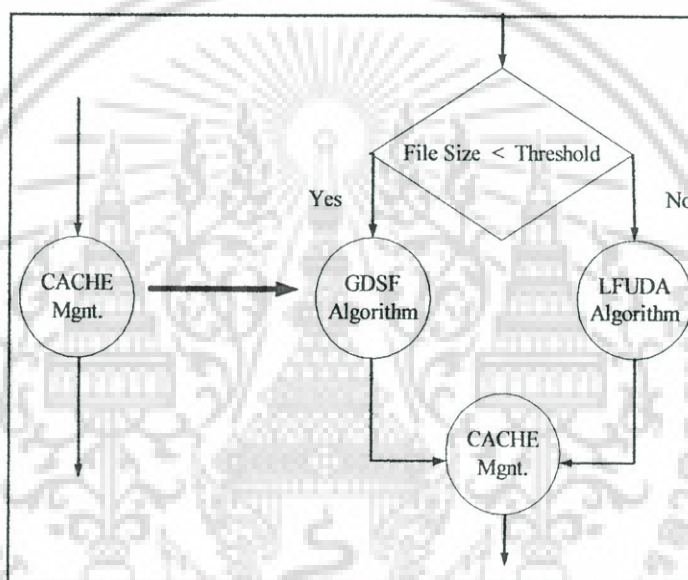 File Size < Threshold
Yes
No
CACHE
Mgnt.
GDSF
Algorithm
LFUDA
Algorithm
CACHE
Mgnt.